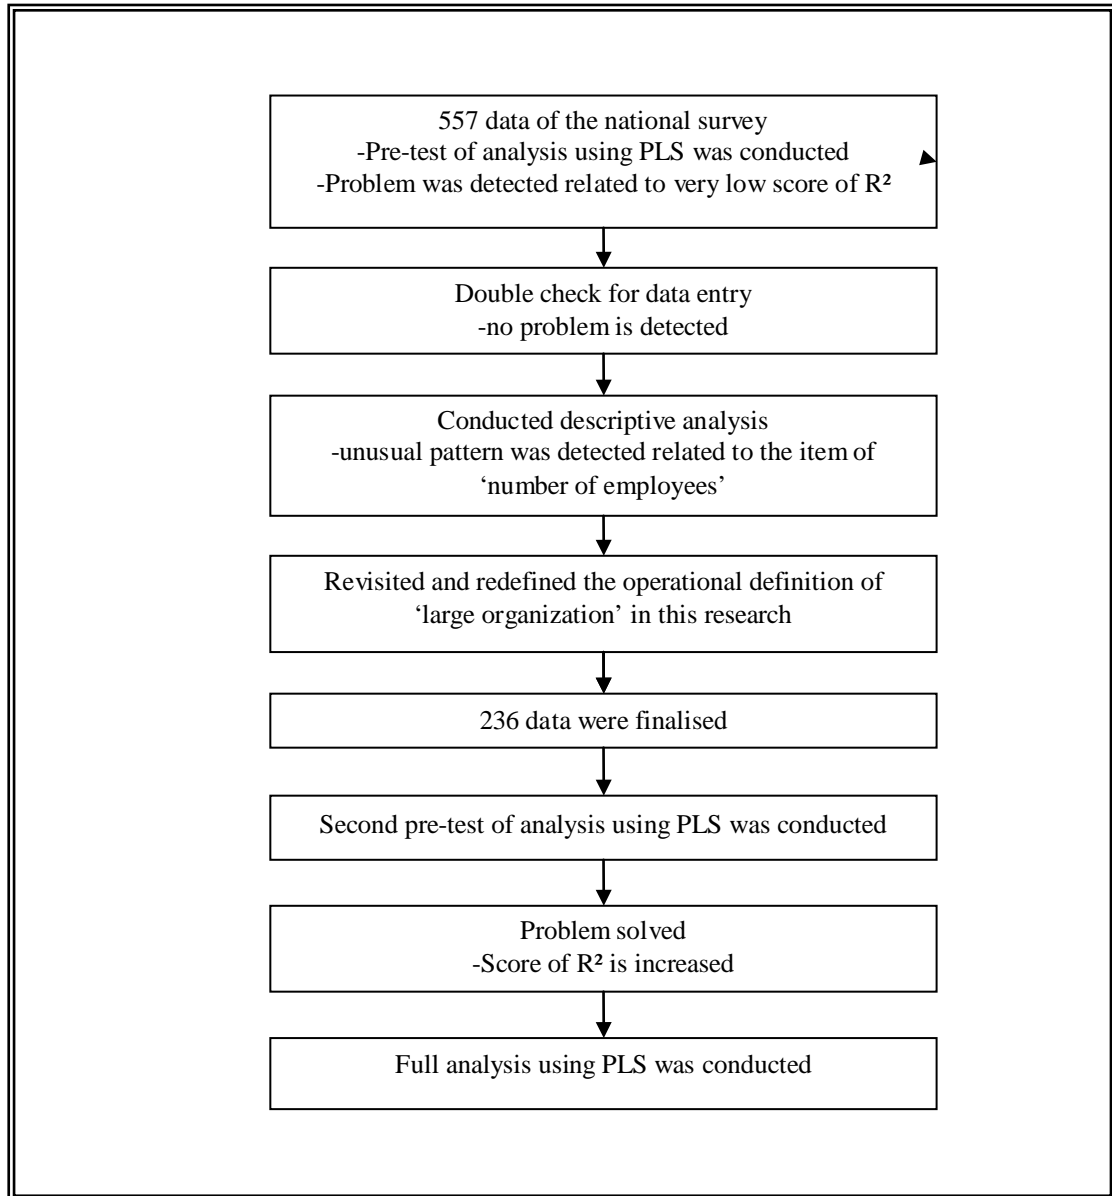 557 data of the national survey
-Pre-test of analysis using PLS was conducted
-Problem was detected related to very low score of R²
Double check for data entry
-no problem is detected
Conducted descriptive analysis
-unusual pattern was detected related to the item of
‘number of employees’
Revisited and redefined the operational definition of
‘large organization’ in this research
236 data were finalised
Second pre-test of analysis using PLS was conducted
Problem solved
-Score of R² is increased
Full analysis using PLS was conducted